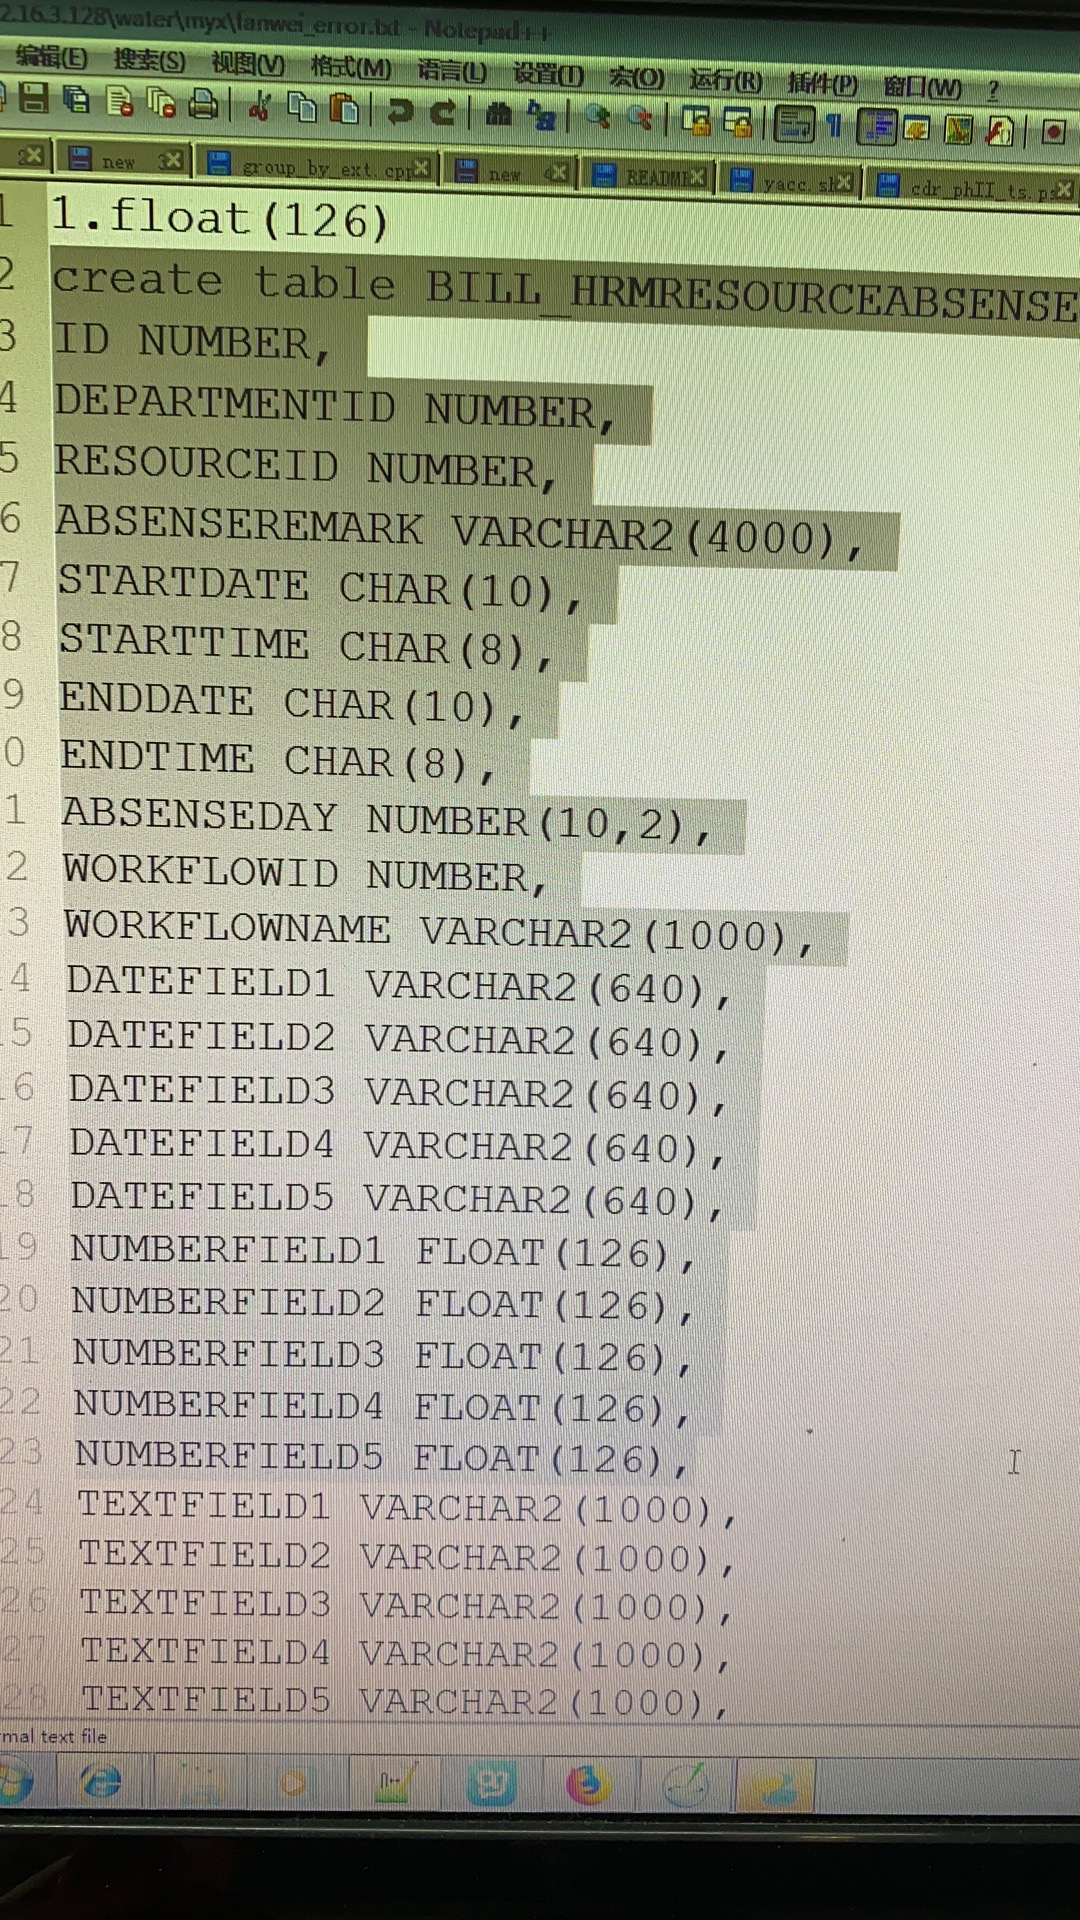 2.16.3.128\water\myx\fanwei_error.txt - Notepad++
编辑(E) 搜索(S) 视图(V) 格式(M) 语言(L) 设置(T) 宏(O) 运行(R) 插件(P) 窗口(W) ?
new 3 group_by_ext.cpp new 4 README yacc.sh cdr_phII_ts.p
1 1.float(126)
2 create table BILL_HRMRESOURCEABSENSE
3 ID NUMBER,
4 DEPARTMENTID NUMBER,
5 RESOURCEID NUMBER,
6 ABSENSEREMARK VARCHAR2(4000),
7 STARTDATE CHAR(10),
8 STARTTIME CHAR(8),
9 ENDDATE CHAR(10),
0 ENDTIME CHAR(8),
1 ABSENSEDAY NUMBER(10,2),
2 WORKFLOWID NUMBER,
3 WORKFLOWNAME VARCHAR2(1000),
4 DATEFIELD1 VARCHAR2(640),
5 DATEFIELD2 VARCHAR2(640),
6 DATEFIELD3 VARCHAR2(640),
7 DATEFIELD4 VARCHAR2(640),
8 DATEFIELD5 VARCHAR2(640),
19 NUMBERFIELD1 FLOAT(126),
20 NUMBERFIELD2 FLOAT(126),
21 NUMBERFIELD3 FLOAT(126),
22 NUMBERFIELD4 FLOAT(126),
23 NUMBERFIELD5 FLOAT(126),
24 TEXTFIELD1 VARCHAR2(1000),
25 TEXTFIELD2 VARCHAR2(1000),
26 TEXTFIELD3 VARCHAR2(1000),
27 TEXTFIELD4 VARCHAR2(1000),
28 TEXTFIELD5 VARCHAR2(1000),
mal text file